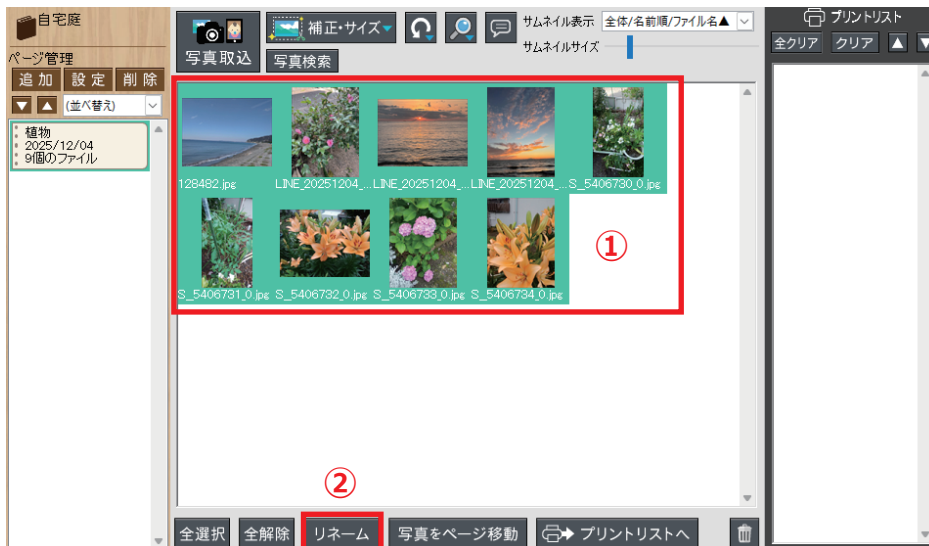 自宅庭
ページ管理
追加 設定 削除
▼ ▲ (並べ替え)
植物
2025/12/04
9個のファイル
写真取込
補正・サイズ
写真検索
サムネイル表示 全体/名前順/ファイル名▲
サムネイルサイズ
128482.jpg LINE_20251204_... LINE_20251204_... LINE_20251204_... S_5406730_0.jpg
S_5406731_0.jpg S_5406732_0.jpg S_5406733_0.jpg S_5406734_0.jpg
①
②
全選択 全解除 リネーム 写真をページ移動 プリントリストへ
プリントリスト
全クリア クリア ▲ ▼